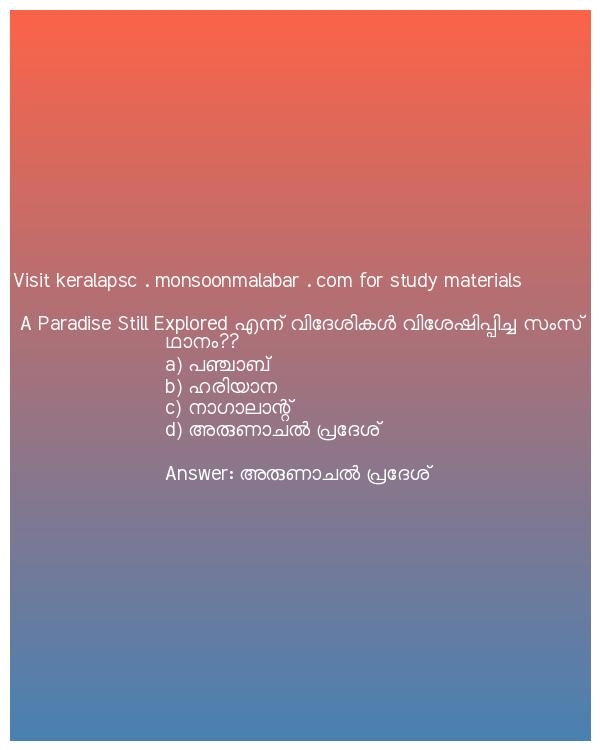 Visit keralapsc . monsoonmalabar . com for study materials
A Paradise Still Explored എന്ന് വിദേശികൾ വിശേഷിപ്പിച്ച സംസ്
ഥാനം??
a) പഞ്ചാബ്
b) ഹരിയാന
c) നാഗാലാന്റ്
d) അരുണാചൽ പ്രദേശ്
Answer: അരുണാചൽ പ്രദേശ്